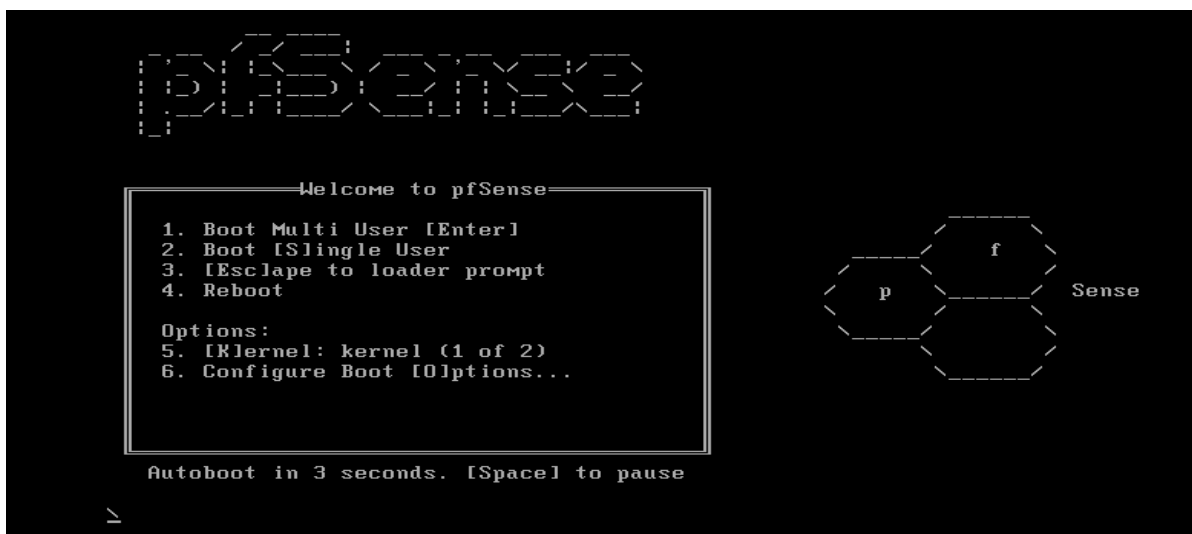 pfSense
Welcome to pfSense
1. Boot Multi User [Enter]
2. Boot [S]ingle User
3. [Esc]ape to loader prompt
4. Reboot
Options:
5. [K]ernel: kernel (1 of 2)
6. Configure Boot [O]ptions...
Autoboot in 3 seconds. [Space] to pause
f
p
Sense